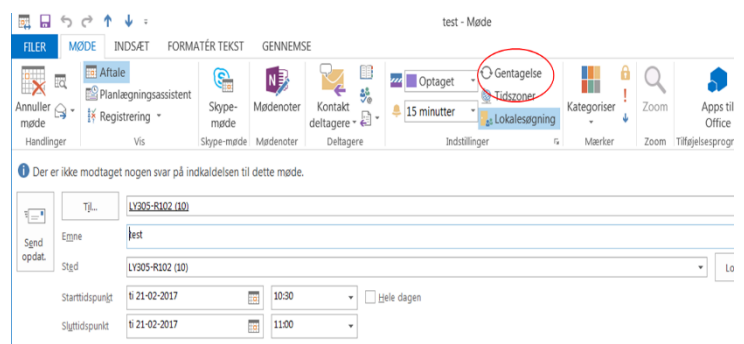 test - Møde
FILER MØDE INDSÆT FORMATÉR TEKST GENNEMSE
Annuller møde
Handlinger
Aftale
Planlægningsassistent
Registrering
Vis
Skype-møde
Skype-møde
Mødenoter
Mødenoter
Kontakt deltagere
Deltagere
Optaget
15 minutter
Gentagelse
Tidszoner
Lokalesøgning
Indstillinger
Kategoriser
Mærker
Zoom
Zoom
Apps til Office
Tilføjelsesprogr
Der er ikke modtaget nogen svar på indkaldelsen til dette møde.
Send opdat.
Til... LY305-R102 (10)
Emne test
Sted LY305-R102 (10) Lo
Starttidspunkt ti 21-02-2017 10:30 Hele dagen
Sluttidspunkt ti 21-02-2017 11:00